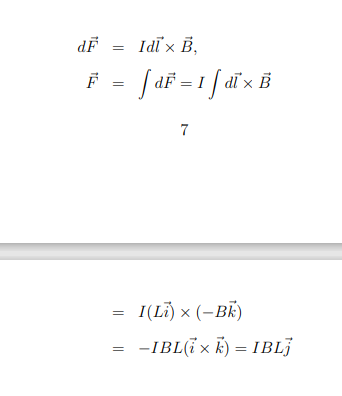 dF⃗ = Idl⃗ × B⃗,
F⃗ = ∫ dF⃗ = I ∫ dl⃗ × B⃗
7
= I(Li⃗) × (−Bk⃗)
= −IBL(i⃗ × k⃗) = IBLj⃗